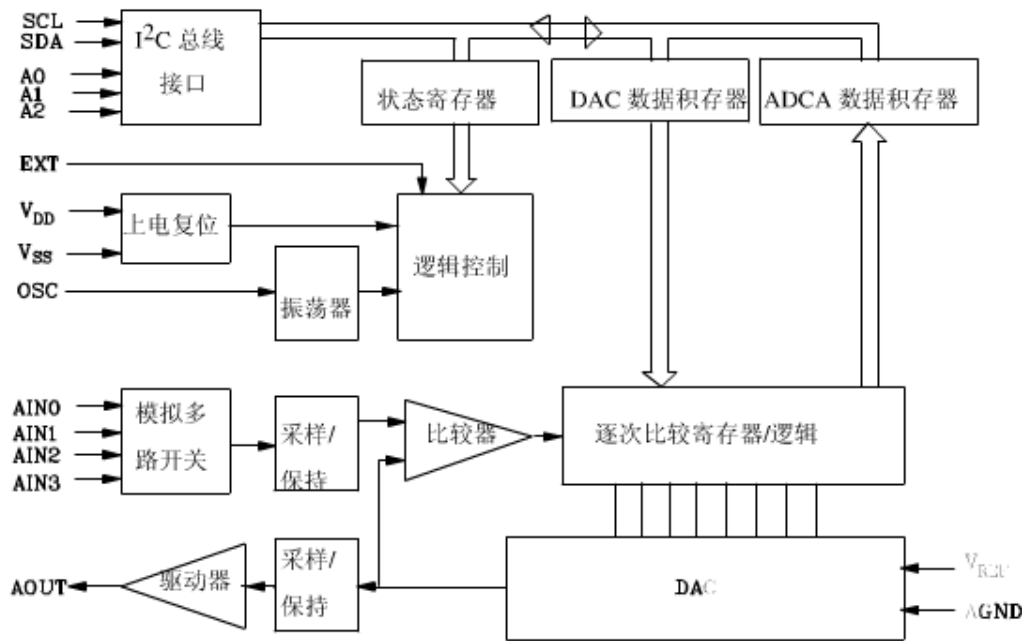 SCL
SDA
A0
A1
A2
I²C 总线
接口
状态寄存器
DAC 数据积存器
ADCA 数据积存器
EXT
V_DD
V_SS
上电复位
OSC
振荡器
逻辑控制
AIN0
AIN1
AIN2
AIN3
模拟多
路开关
采样/
保持
比较器
逐次比较寄存器/逻辑
AOUT
驱动器
采样/
保持
DAC
AGND